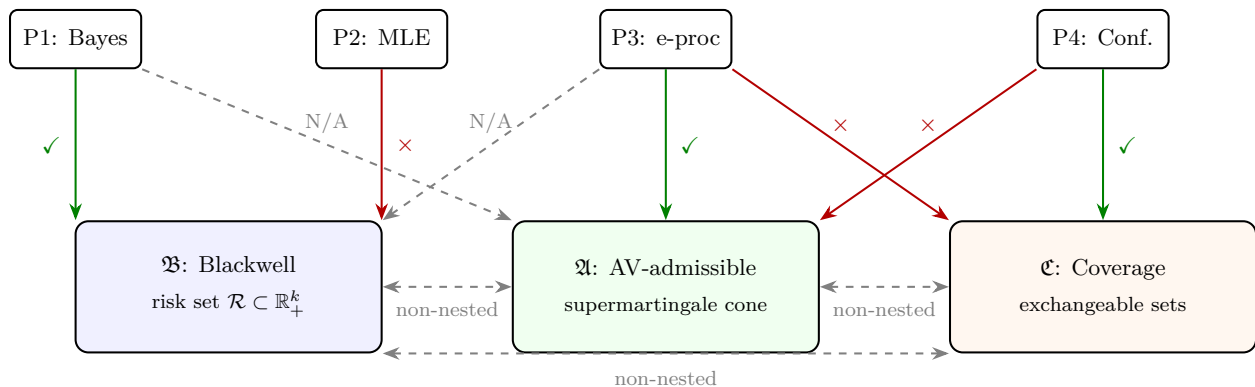 P1: Bayes
P2: MLE
P3: e-proc
P4: Conf.
N/A
N/A
×
×
✓
×
✓
✓
𝔅: Blackwell
risk set ℛ ⊂ ℝ₊ᵏ
𝔄: AV-admissible
supermartingale cone
ℭ: Coverage
exchangeable sets
non-nested
non-nested
non-nested